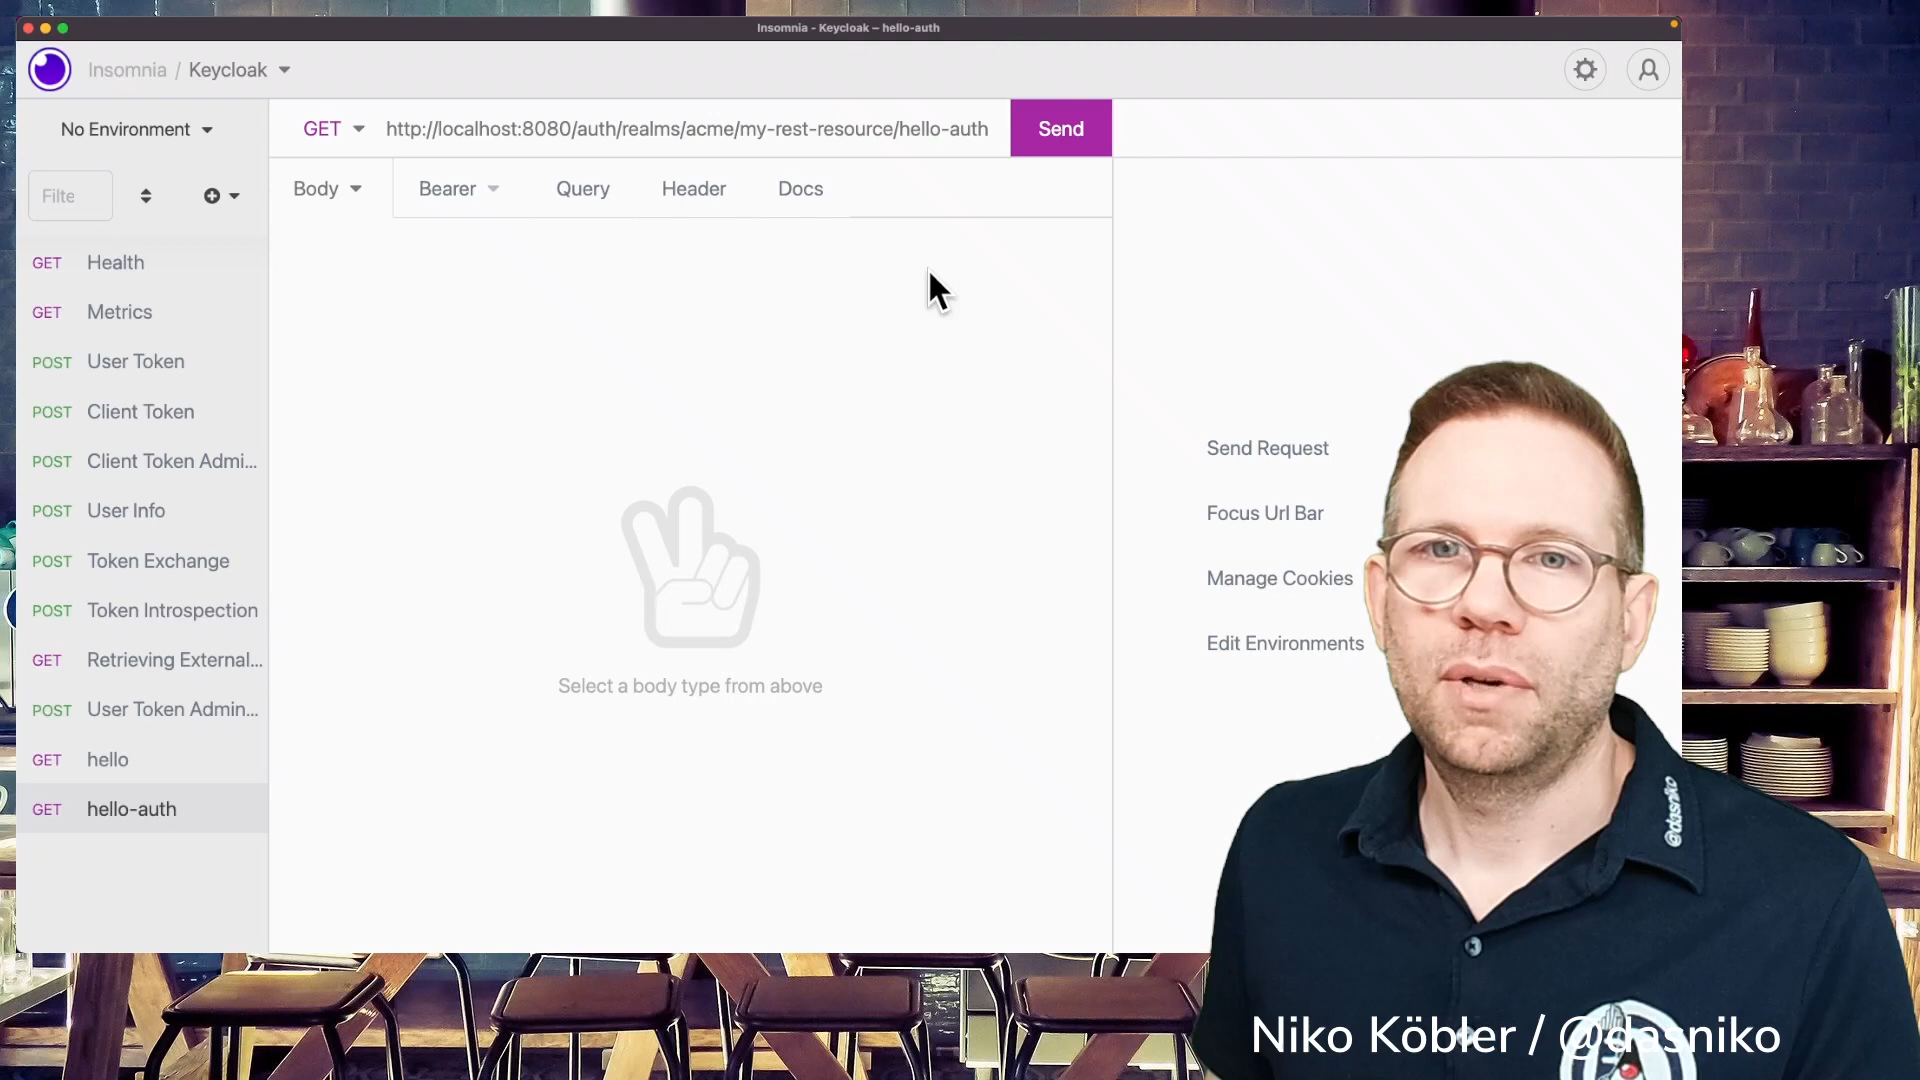 Insomnia - Keycloak – hello-auth
Insomnia / Keycloak
No Environment
GET http://localhost:8080/auth/realms/acme/my-rest-resource/hello-auth Send
Body Bearer Query Header Docs
Filte
GET Health
GET Metrics
POST User Token
POST Client Token
POST Client Token Admi...
POST User Info
POST Token Exchange
POST Token Introspection
GET Retrieving External...
POST User Token Admin...
GET hello
GET hello-auth
Select a body type from above
Send Request
Focus Url Bar
Manage Cookies
Edit Environments
@dasniko
Niko Köbler / @dasniko